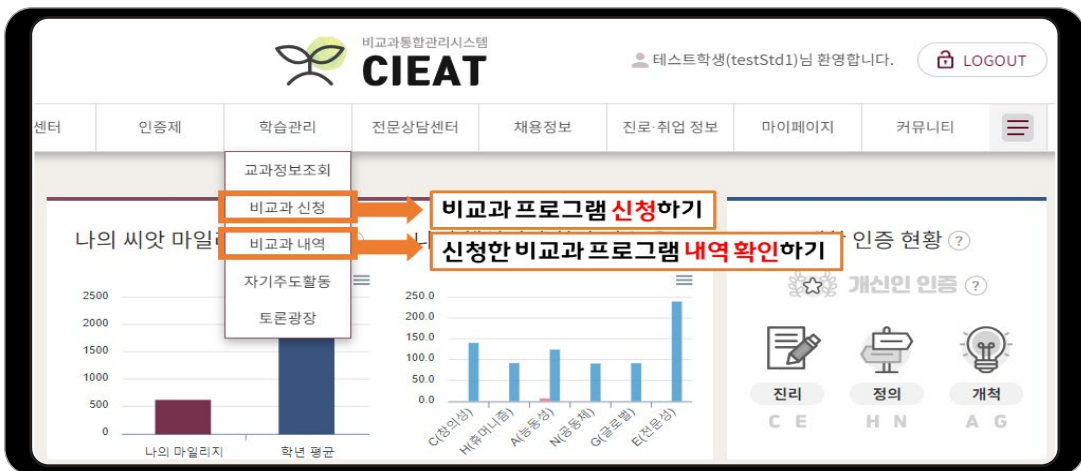 비교과통합관리시스템
CIEAT
테스트학생(testStd1)님 환영합니다.
LOGOUT
센터 인증제 학습관리 전문상담센터 채용정보 진로·취업 정보 마이페이지 커뮤니티
교과정보조회
비교과 신청
비교과 프로그램 신청하기
비교과 내역
신청한 비교과 프로그램 내역 확인하기
자기주도활동
토론광장
나의 씨앗 마일
2500
2000
1500
1000
500
0
나의 마일리지 학년 평균
250.0
200.0
150.0
100.0
50.0
0.0
C(창의성) H(휴머니즘) A(능동성) N(공동체) G(글로벌) E(전문성)
인증 현황 ?
개신인 인증 ?
진리 정의 개척
C E H N A G